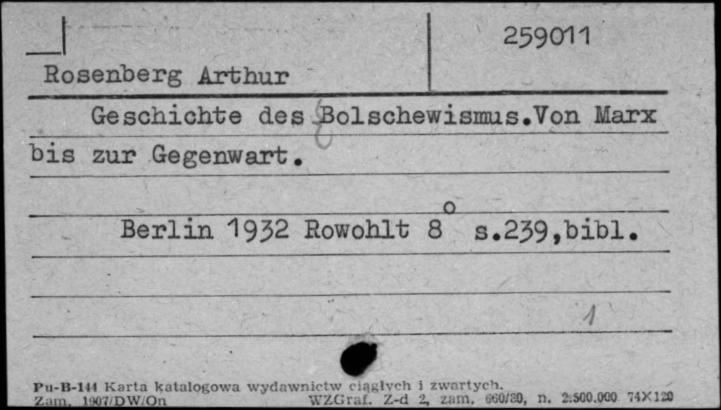 259011
Rosenberg Arthur
Geschichte des Bolschewismus.Von Marx
bis zur Gegenwart.
Berlin 1932 Rowohlt 8° s.239,bibl.
1
Pu-B-144 Karta katalogowa wydawnictw ciągłych i zwartych.
Zam. 1907/DW/On WZGraf. Z-d 2, zam. 660/80, n. 2.500.000 74X120